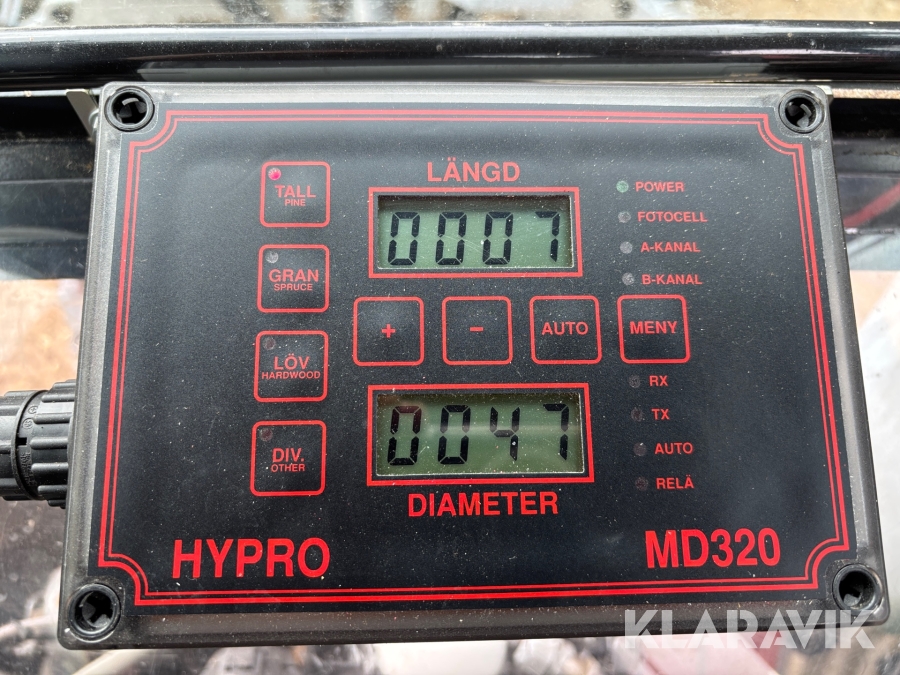 LÄNGD
0007
TALL
PINE
GRAN
SPRUCE
LÖV
HARDWOOD
DIV.
OTHER
POWER
FOTOCELL
A-KANAL
B-KANAL
+
-
AUTO
MENY
RX
TX
AUTO
RELÄ
0047
DIAMETER
HYPRO
MD320
KLARAVIK